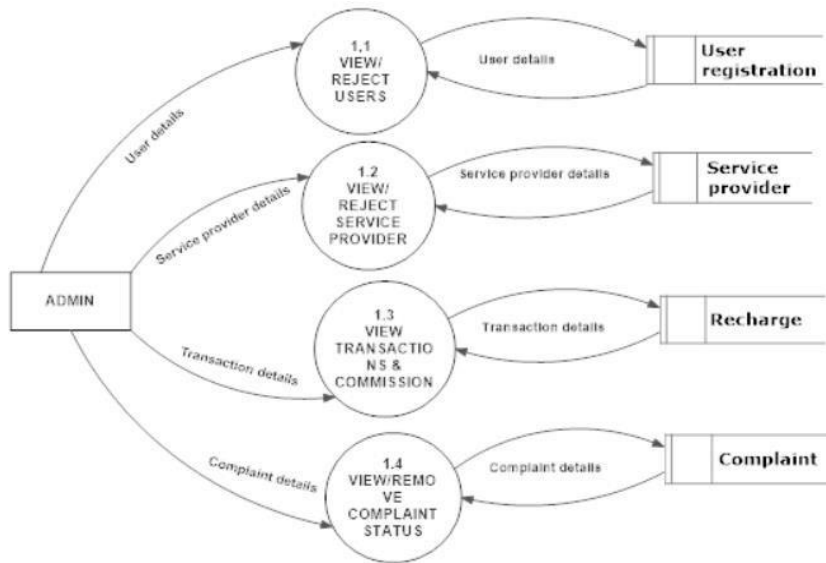 1.1
VIEW/
REJECT
USERS
User details
User details
User
registration
1.2
VIEW/
REJECT
SERVICE
PROVIDER
Service provider details
Service provider details
Service
provider
ADMIN
1.3
VIEW
TRANSACTIO
NS &
COMMISSION
Transaction details
Transaction details
Recharge
1.4
VIEW/REMO
VE
COMPLAINT
STATUS
Complaint details
Complaint details
Complaint